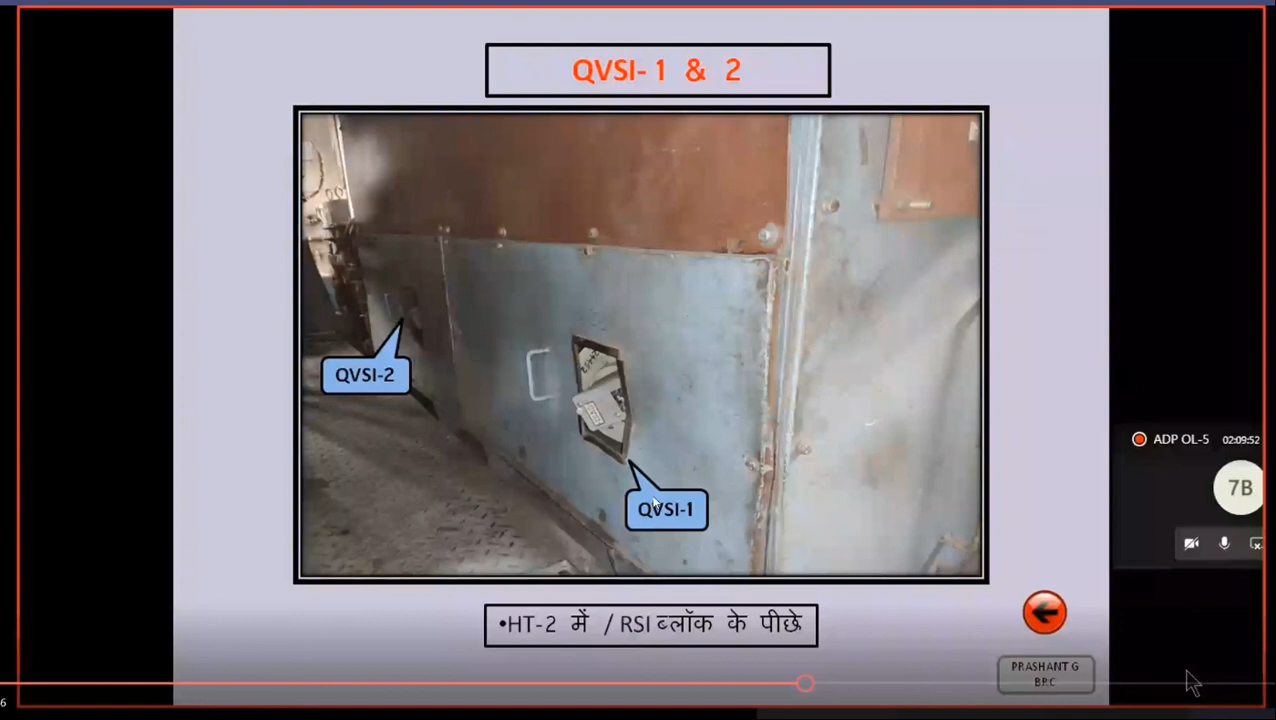 QVSI- 1 & 2
QVSI-2
QVSI-1
•HT-2 में / RSI ब्लॉक के पीछे
ADP OL-5 02:09:52
7B
PRASHANT G
BRC
6